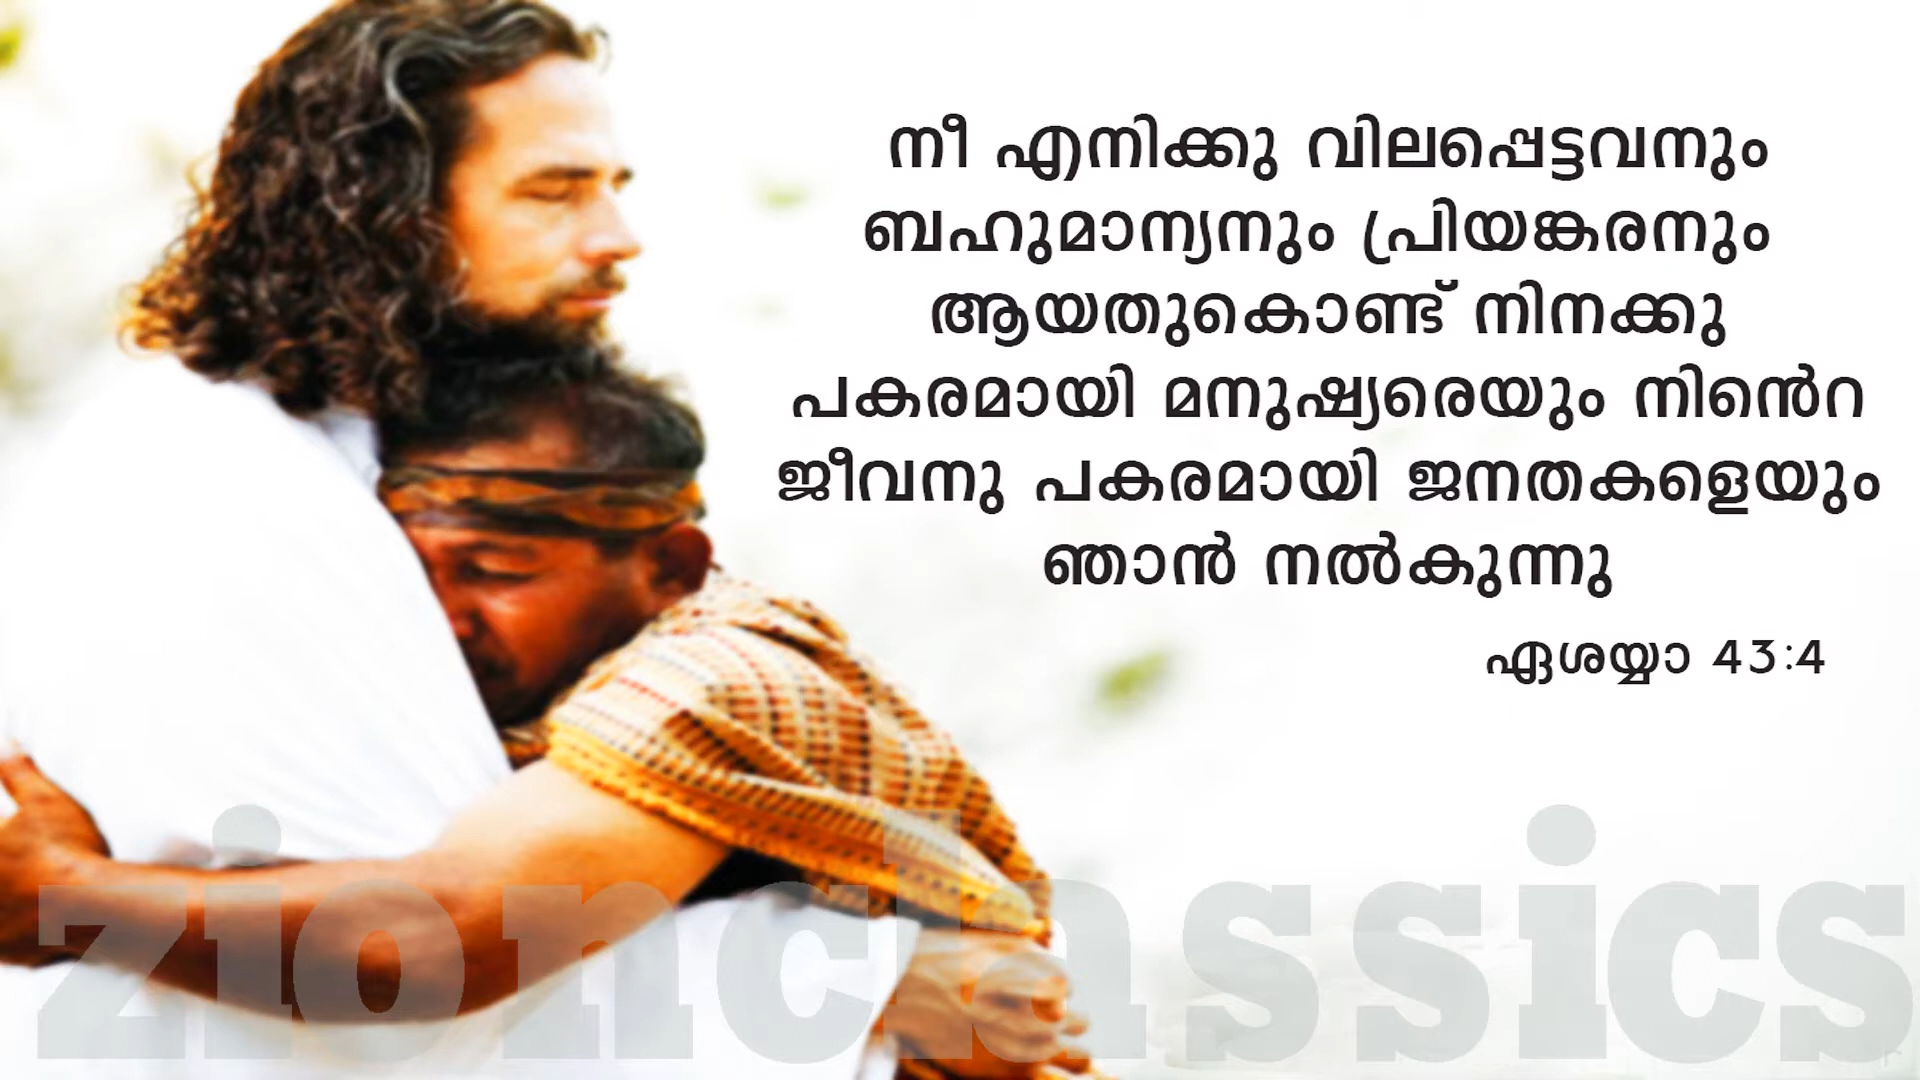 നീ എനിക്കു വിലപ്പെട്ടവനും
ബഹുമാന്യനും പ്രിയങ്കരനും
ആയതുകൊണ്ട് നിനക്കു
പകരമായി മനുഷ്യരെയും നിൻെറ
ജീവനു പകരമായി ജനതകളെയും
ഞാൻ നൽകുന്നു
ഏശയ്യാ 43:4
zionclassics